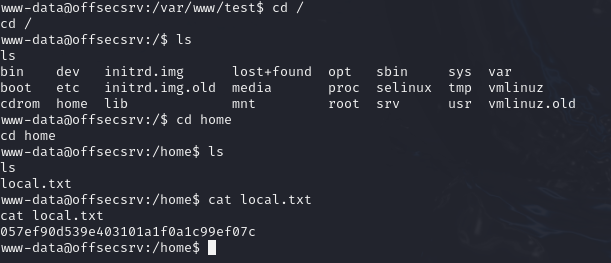 www-data@offsecsrv:/var/www/test$ cd /
cd /
www-data@offsecsrv:/$ ls
ls
bin    dev   initrd.img      lost+found  opt   sbin     sys  var
boot   etc   initrd.img.old  media       proc  selinux  tmp  vmlinuz
cdrom  home  lib             mnt         root  srv      usr  vmlinuz.old
www-data@offsecsrv:/$ cd home
cd home
www-data@offsecsrv:/home$ ls
ls
local.txt
www-data@offsecsrv:/home$ cat local.txt
cat local.txt
057ef90d539e403101a1f0a1c99ef07c
www-data@offsecsrv:/home$